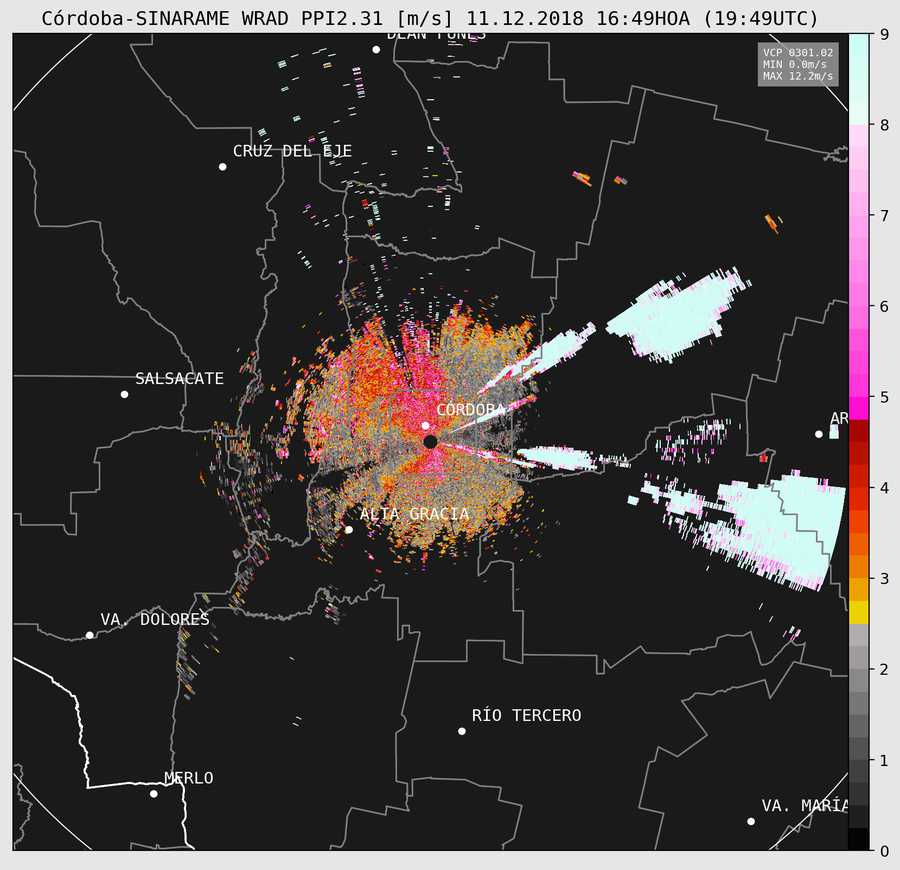 Córdoba-SINARAME WRAD PPI2.31 [m/s] 11.12.2018 16:49HOA (19:49UTC)
DEAN FUNES
VCP 0301.02
MIN 0.0m/s
MAX 12.2m/s
CRUZ DEL EJE
SALSACATE
CORDOBA
AR
ALTA GRACIA
VA. DOLORES
RÍO TERCERO
MERLO
VA. MARÍA
9
8
7
6
5
4
3
2
1
0